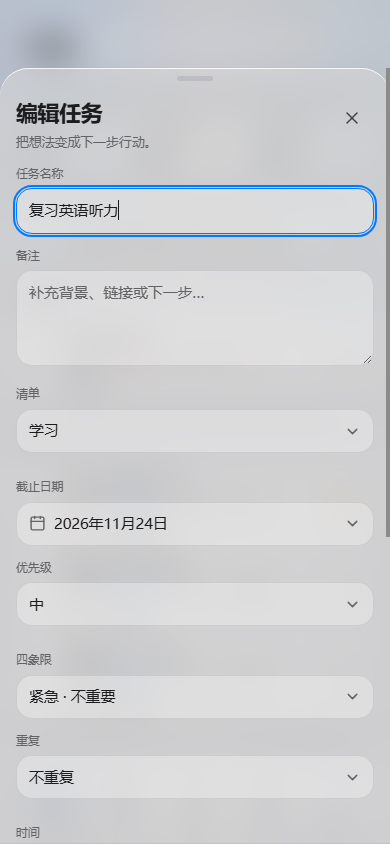 编辑任务
把想法变成下一步行动。
任务名称
复习英语听力
备注
补充背景、链接或下一步...
清单
学习
截止日期
2026年11月24日
优先级
中
四象限
紧急 · 不重要
重复
不重复
时间